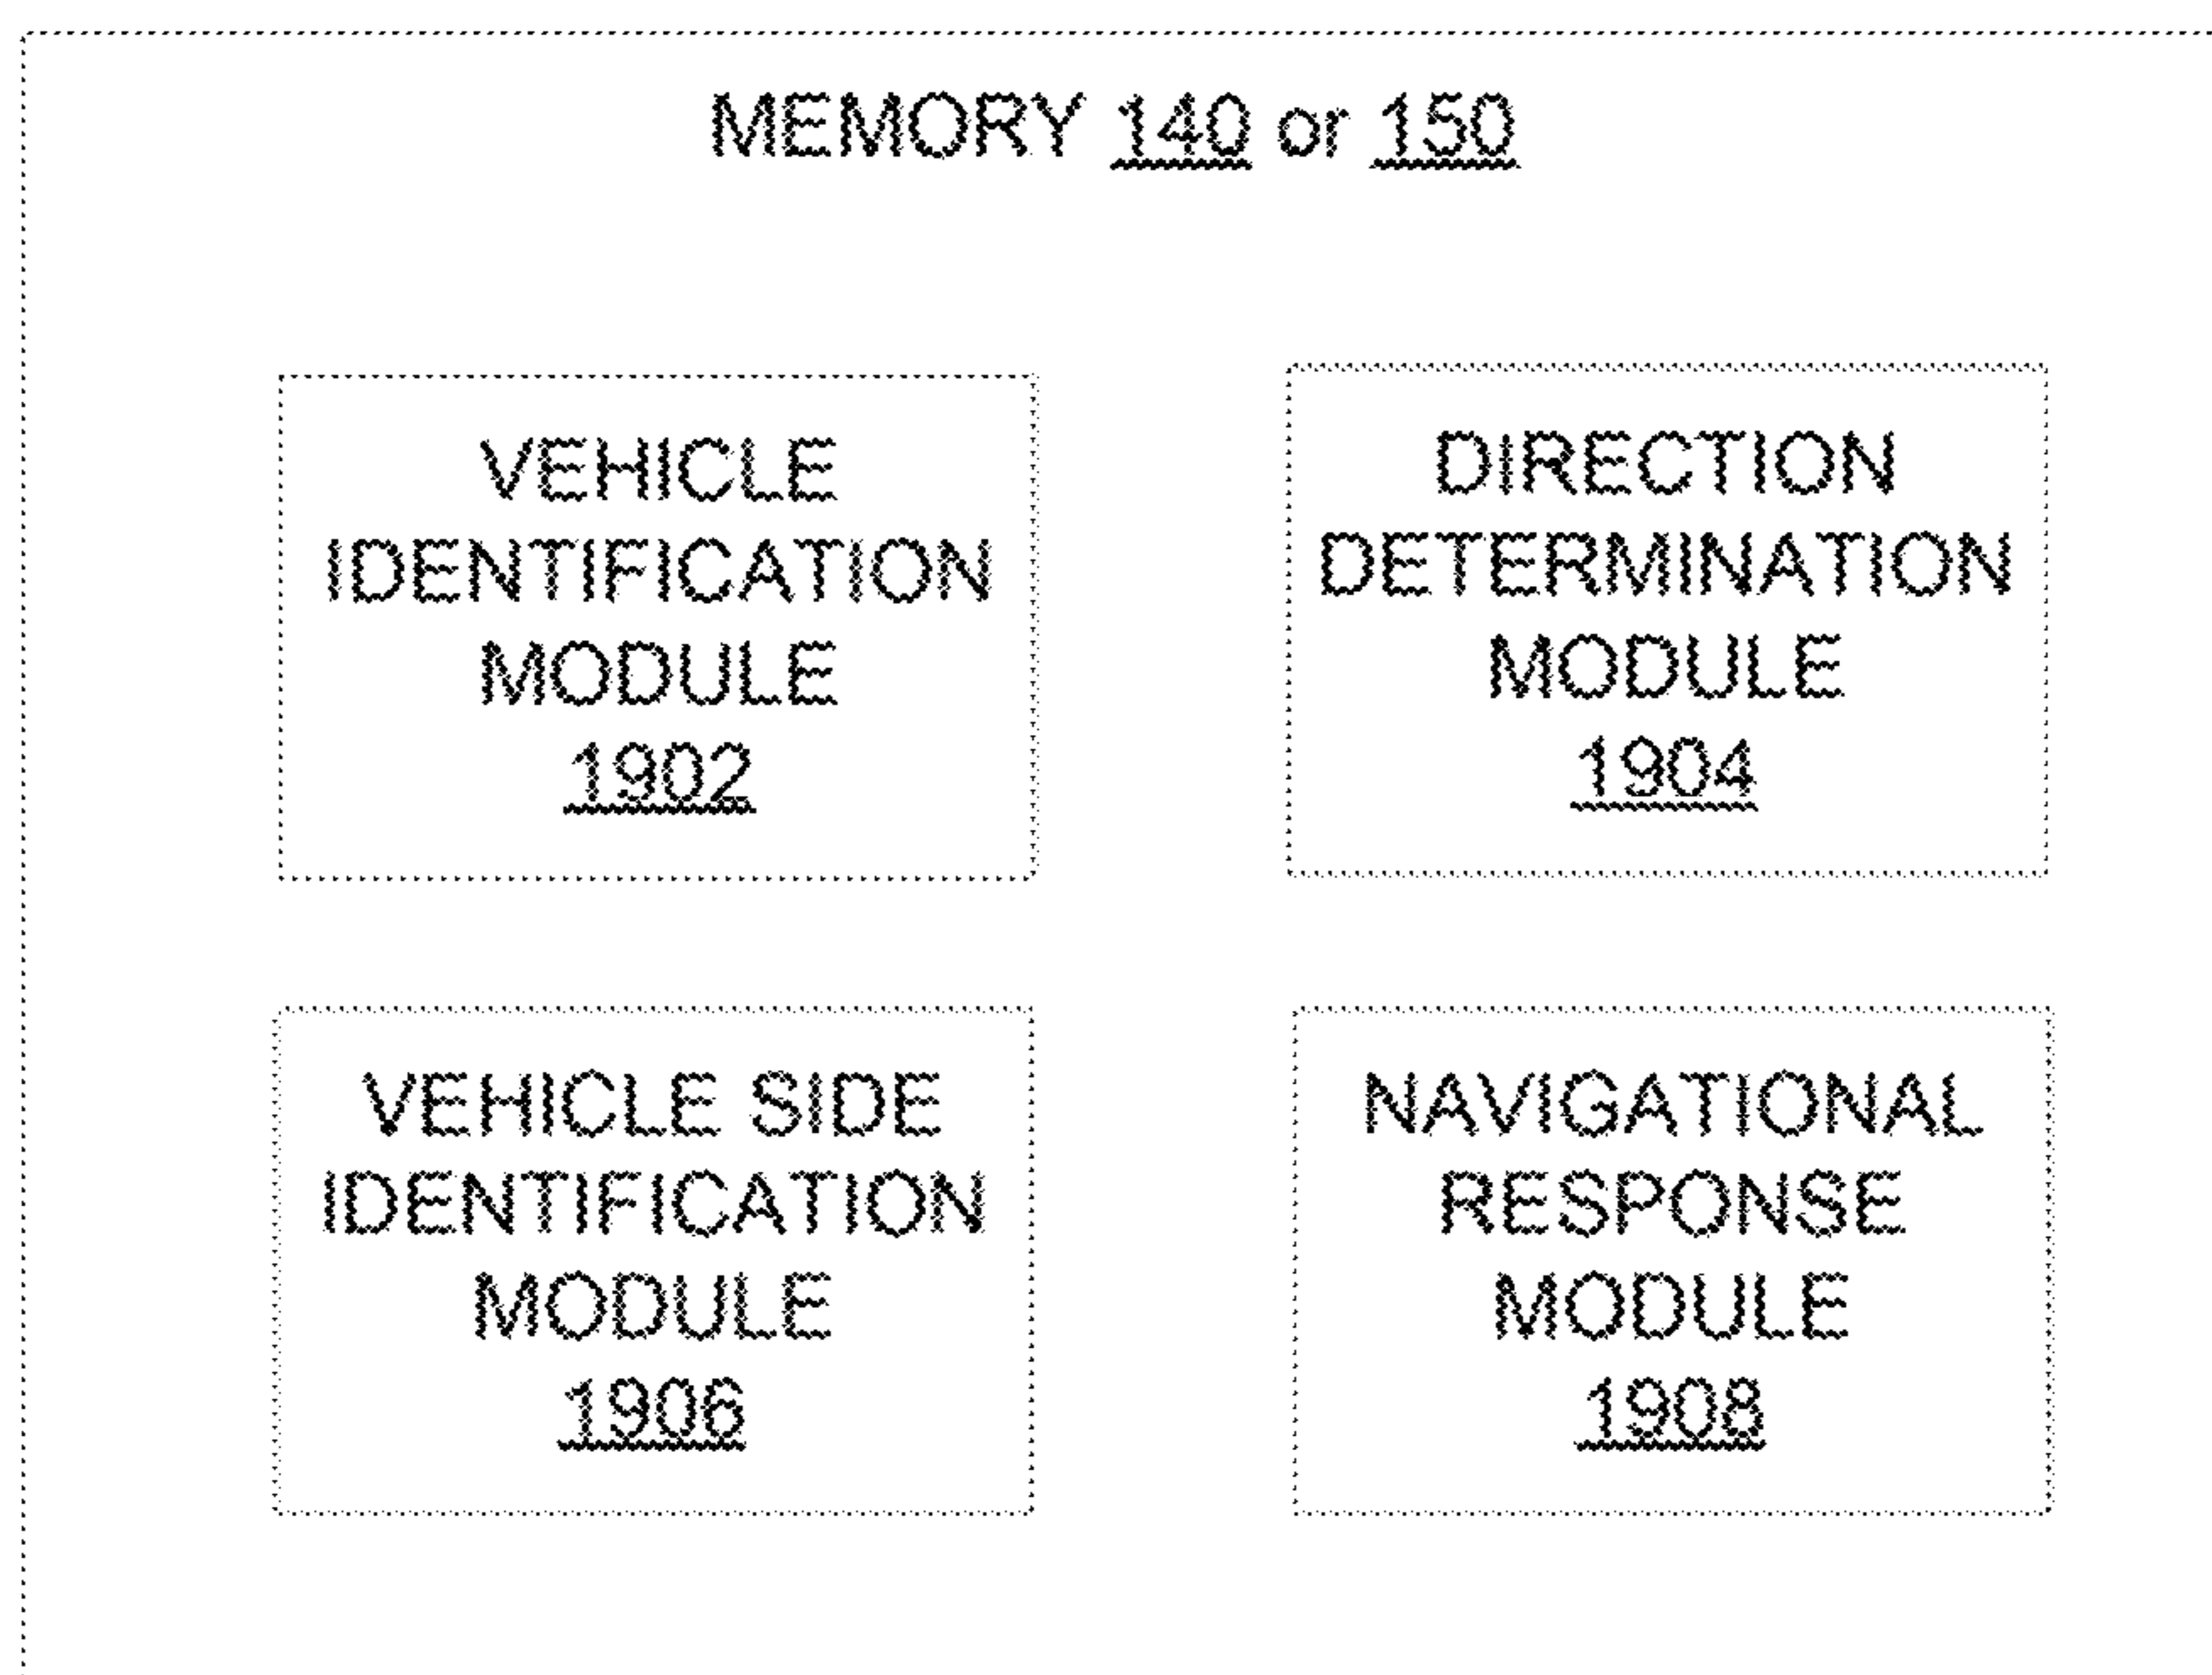 MEMORY 140 or 150
VEHICLE
IDENTIFICATION
MODULE
1902
DIRECTION
DETERMINATION
MODULE
1904
VEHICLE SIDE
IDENTIFICATION
MODULE
1906
NAVIGATIONAL
RESPONSE
MODULE
1908